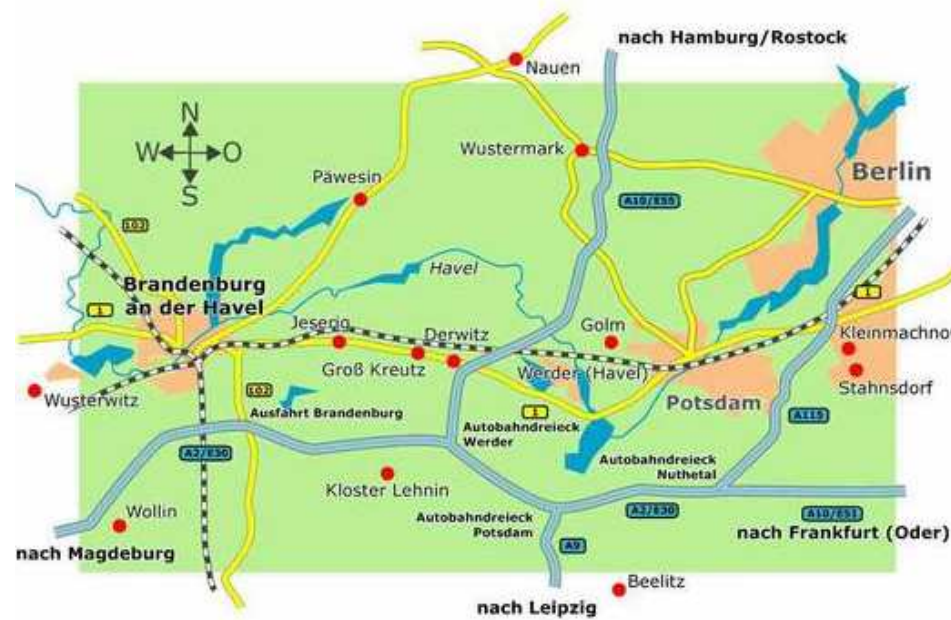 nach Hamburg/Rostock
Nauen
N
W O
S
Wustermark
Päwesin
Berlin
A10/E55
102
Havel
Brandenburg
an der Havel
1
1
Jeserig
Derwitz
Golm
Kleinmachnow
Groß Kreutz
Werder (Havel)
Stahnsdorf
Wusterwitz
102
Ausfahrt Brandenburg
1
Potsdam
A115
Autobahndreieck
Werder
A2/E30
Autobahndreieck
Nuthetal
Kloster Lehnin
Wollin
Autobahndreieck
Potsdam
A2/E30
A10/E51
nach Magdeburg
nach Frankfurt (Oder)
A9
Beelitz
nach Leipzig